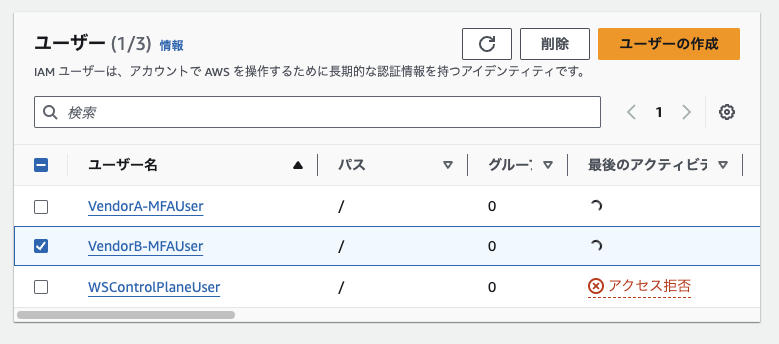 ユーザー (1/3) 情報
削除
ユーザーの作成
IAM ユーザーは、アカウントで AWS を操作するために長期的な認証情報を持つアイデンティティです。
検索
1
ユーザー名 パス グループ 最後のアクティビテ
VendorA-MFAUser / 0
VendorB-MFAUser / 0
WSControlPlaneUser / 0 アクセス拒否